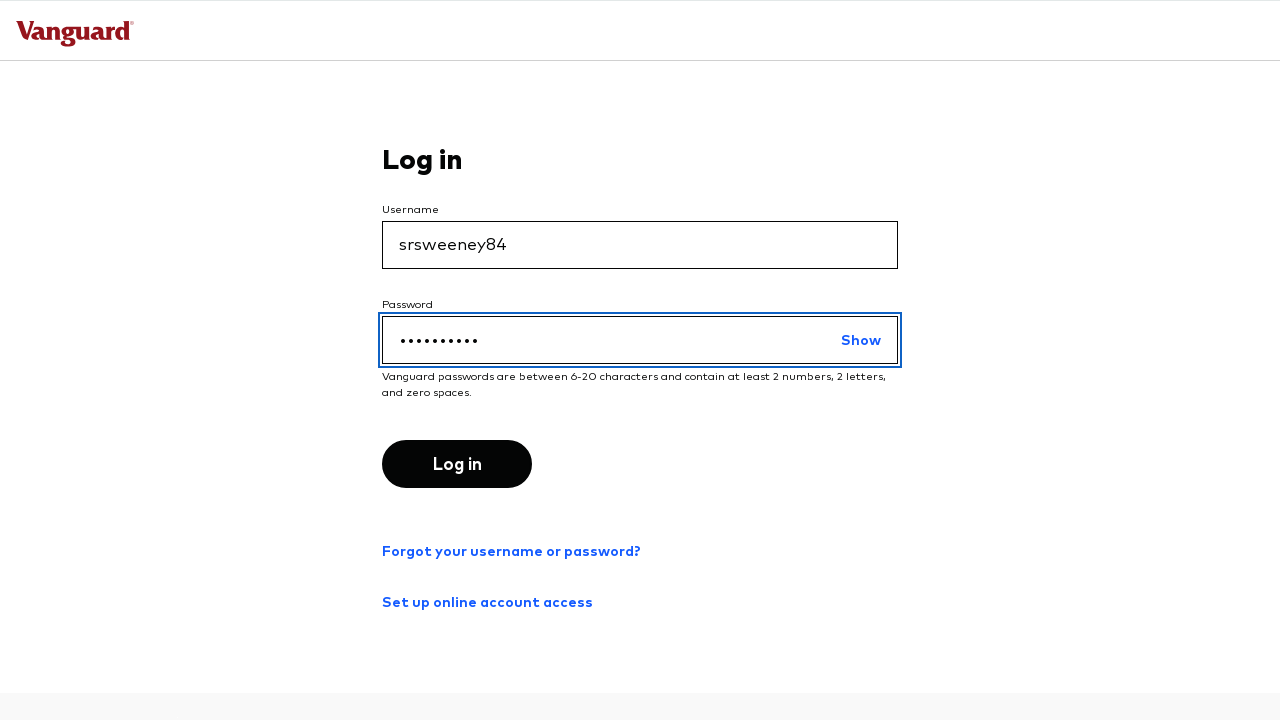 Vanguard®
Log in
Username
srsweeney84
Password
••••••••••
Show
Vanguard passwords are between 6-20 characters and contain at least 2 numbers, 2 letters,
and zero spaces.
Log in
Forgot your username or password?
Set up online account access